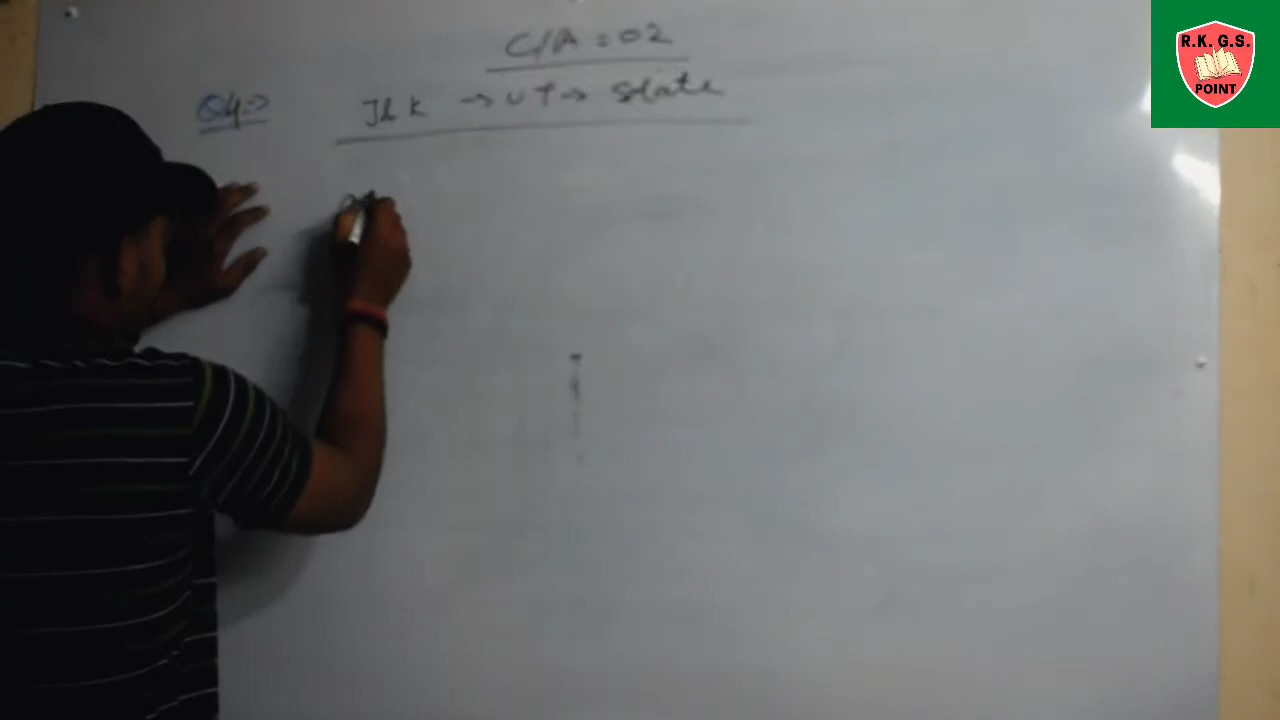 C/A = 02
Q4 => J&K -> UT -> State
R.K. G.S.
POINT